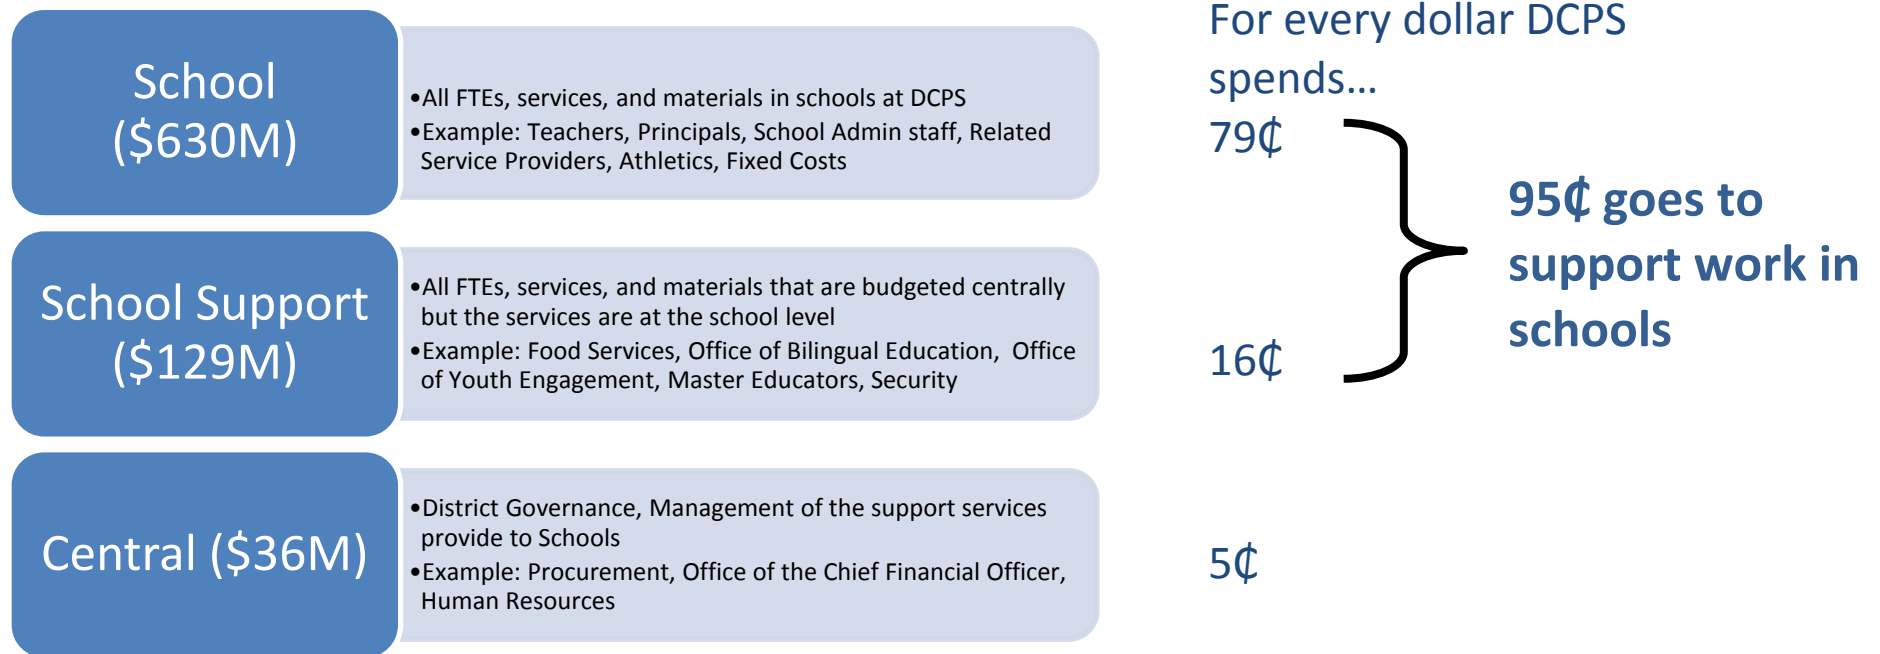 School
($630M)
•All FTEs, services, and materials in schools at DCPS
•Example: Teachers, Principals, School Admin staff, Related
Service Providers, Athletics, Fixed Costs
School Support
($129M)
•All FTEs, services, and materials that are budgeted centrally
but the services are at the school level
•Example: Food Services, Office of Bilingual Education,  Office
of Youth Engagement, Master Educators, Security
Central ($36M)
•District Governance, Management of the support services
provide to Schools
•Example: Procurement, Office of the Chief Financial Officer,
Human Resources
For every dollar DCPS
spends...
79₵
16₵
5₵
95₵ goes to
support work in
schools